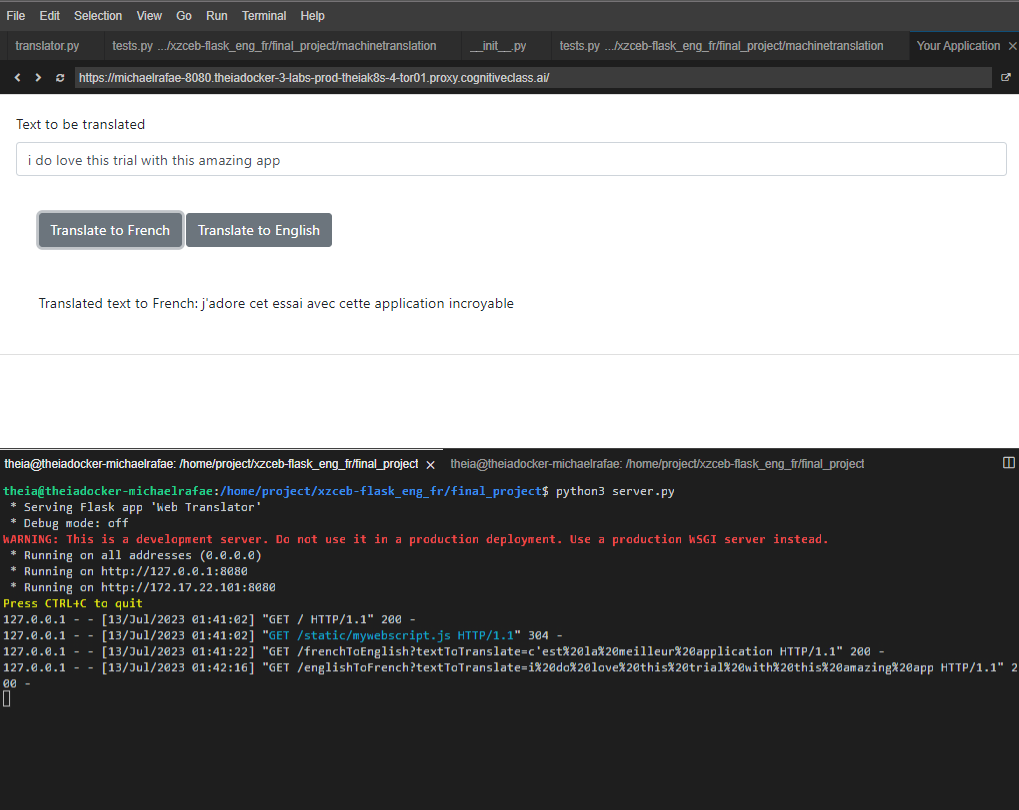 File Edit Selection View Go Run Terminal Help
translator.py tests.py .../xzceb-flask_eng_fr/final_project/machinetranslation __init__.py tests.py .../xzceb-flask_eng_fr/final_project/machinetranslation Your Application
https://michaelrafae-8080.theiadocker-3-labs-prod-theiak8s-4-tor01.proxy.cognitiveclass.ai/
Text to be translated
i do love this trial with this amazing app
Translate to French Translate to English
Translated text to French: j'adore cet essai avec cette application incroyable
theia@theiadocker-michaelrafae: /home/project/xzceb-flask_eng_fr/final_project theia@theiadocker-michaelrafae: /home/project/xzceb-flask_eng_fr/final_project
theia@theiadocker-michaelrafae:/home/project/xzceb-flask_eng_fr/final_project$ python3 server.py
* Serving Flask app 'Web Translator'
* Debug mode: off
WARNING: This is a development server. Do not use it in a production deployment. Use a production WSGI server instead.
* Running on all addresses (0.0.0.0)
* Running on http://127.0.0.1:8080
* Running on http://172.17.22.101:8080
Press CTRL+C to quit
127.0.0.1 - - [13/Jul/2023 01:41:02] "GET / HTTP/1.1" 200 -
127.0.0.1 - - [13/Jul/2023 01:41:02] "GET /static/mywebscript.js HTTP/1.1" 304 -
127.0.0.1 - - [13/Jul/2023 01:41:22] "GET /frenchToEnglish?textToTranslate=c'est%20la%20meilleur%20application HTTP/1.1" 200 -
127.0.0.1 - - [13/Jul/2023 01:42:16] "GET /englishToFrench?textToTranslate=i%20do%20love%20this%20trial%20with%20this%20amazing%20app HTTP/1.1" 2
00 -